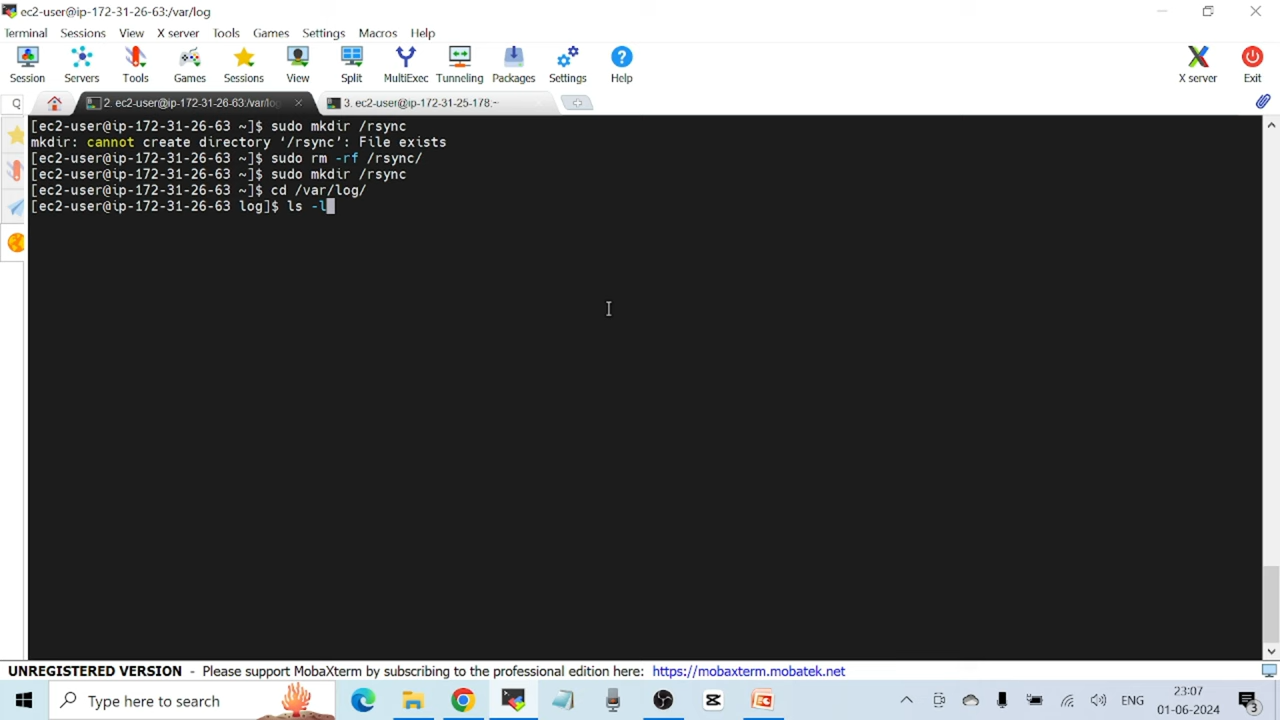 ec2-user@ip-172-31-26-63:/var/log
Terminal Sessions View X server Tools Games Settings Macros Help
Session Servers Tools Games Sessions View Split MultiExec Tunneling Packages Settings Help X server Exit
2. ec2-user@ip-172-31-26-63:/var/log 3. ec2-user@ip-172-31-25-178:~
[ec2-user@ip-172-31-26-63 ~]$ sudo mkdir /rsync
mkdir: cannot create directory ‘/rsync’: File exists
[ec2-user@ip-172-31-26-63 ~]$ sudo rm -rf /rsync/
[ec2-user@ip-172-31-26-63 ~]$ sudo mkdir /rsync
[ec2-user@ip-172-31-26-63 ~]$ cd /var/log/
[ec2-user@ip-172-31-26-63 log]$ ls -l
UNREGISTERED VERSION - Please support MobaXterm by subscribing to the professional edition here: https://mobaxterm.mobatek.net
Type here to search
ENG
23:07
01-06-2024
3